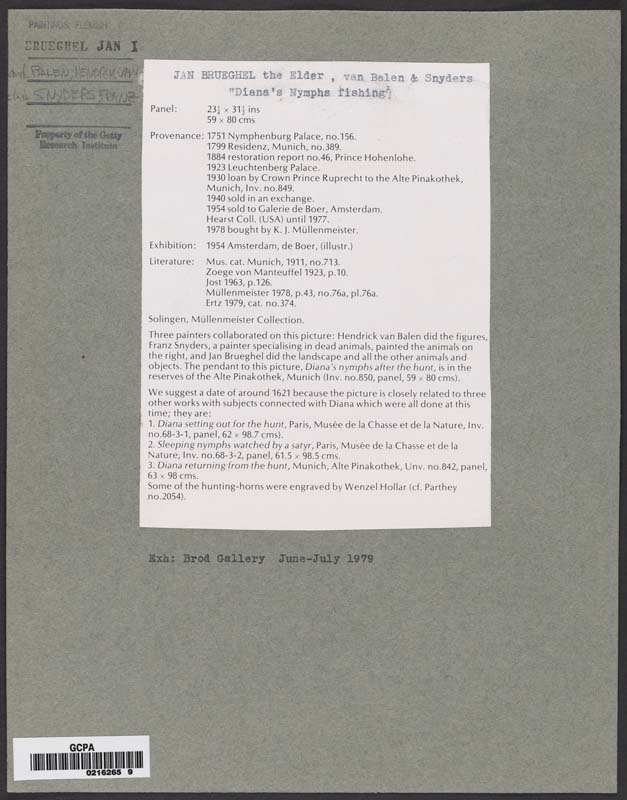 PAINTINGS, FLEMISH
BRUEGHEL JAN I
and BALEN, HENDRIK VAN
SNYDERS, FRANZ
Property of the Getty
Research Institute
JAN BRUEGHEL the Elder , van Balen & Snyders
"Diana's Nymphs fishing"
Panel: 23¼ × 31½ ins
59 × 80 cms
Provenance: 1751 Nymphenburg Palace, no.156.
1799 Residenz, Munich, no.389.
1884 restoration report no.46, Prince Hohenlohe.
1923 Leuchtenberg Palace.
1930 loan by Crown Prince Ruprecht to the Alte Pinakothek,
Munich, Inv. no.849.
1940 sold in an exchange.
1954 sold to Galerie de Boer, Amsterdam.
Hearst Coll. (USA) until 1977.
1978 bought by K. J. Müllenmeister.
Exhibition: 1954 Amsterdam, de Boer, (illustr.)
Literature: Mus. cat. Munich, 1911, no.713.
Zoege von Manteuffel 1923, p.10.
Jost 1963, p.126.
Müllenmeister 1978, p.43, no.76a, pl.76a.
Ertz 1979, cat. no.374.
Solingen, Müllenmeister Collection.
Three painters collaborated on this picture: Hendrick van Balen did the figures,
Franz Snyders, a painter specialising in dead animals, painted the animals on
the right, and Jan Brueghel did the landscape and all the other animals and
objects. The pendant to this picture, Diana's nymphs after the hunt, is in the
reserves of the Alte Pinakothek, Munich (Inv. no.850, panel, 59 × 80 cms).
We suggest a date of around 1621 because the picture is closely related to three
other works with subjects connected with Diana which were all done at this
time; they are:
1. Diana setting out for the hunt, Paris, Musée de la Chasse et de la Nature, Inv.
no.68-3-1, panel, 62 × 98.7 cms).
2. Sleeping nymphs watched by a satyr, Paris, Musée de la Chasse et de la
Nature, Inv. no.68-3-2, panel, 61.5 × 98.5 cms.
3. Diana returning from the hunt, Munich, Alte Pinakothek, Unv. no.842, panel,
63 × 98 cms.
Some of the hunting-horns were engraved by Wenzel Hollar (cf. Parthey
no.2054).
Exh: Brod Gallery June-July 1979
GCPA
0216265 9